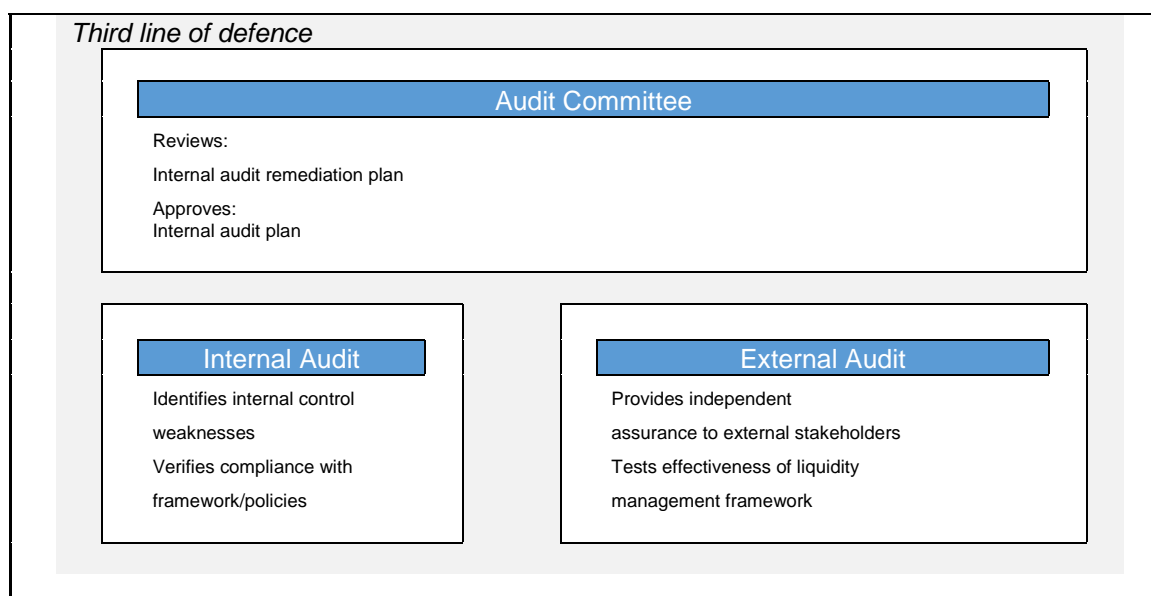 Third line of defence
Audit Committee
Reviews:
Internal audit remediation plan
Approves:
Internal audit plan
Internal Audit
Identifies internal control
weaknesses
Verifies compliance with
framework/policies
External Audit
Provides independent
assurance to external stakeholders
Tests effectiveness of liquidity
management framework